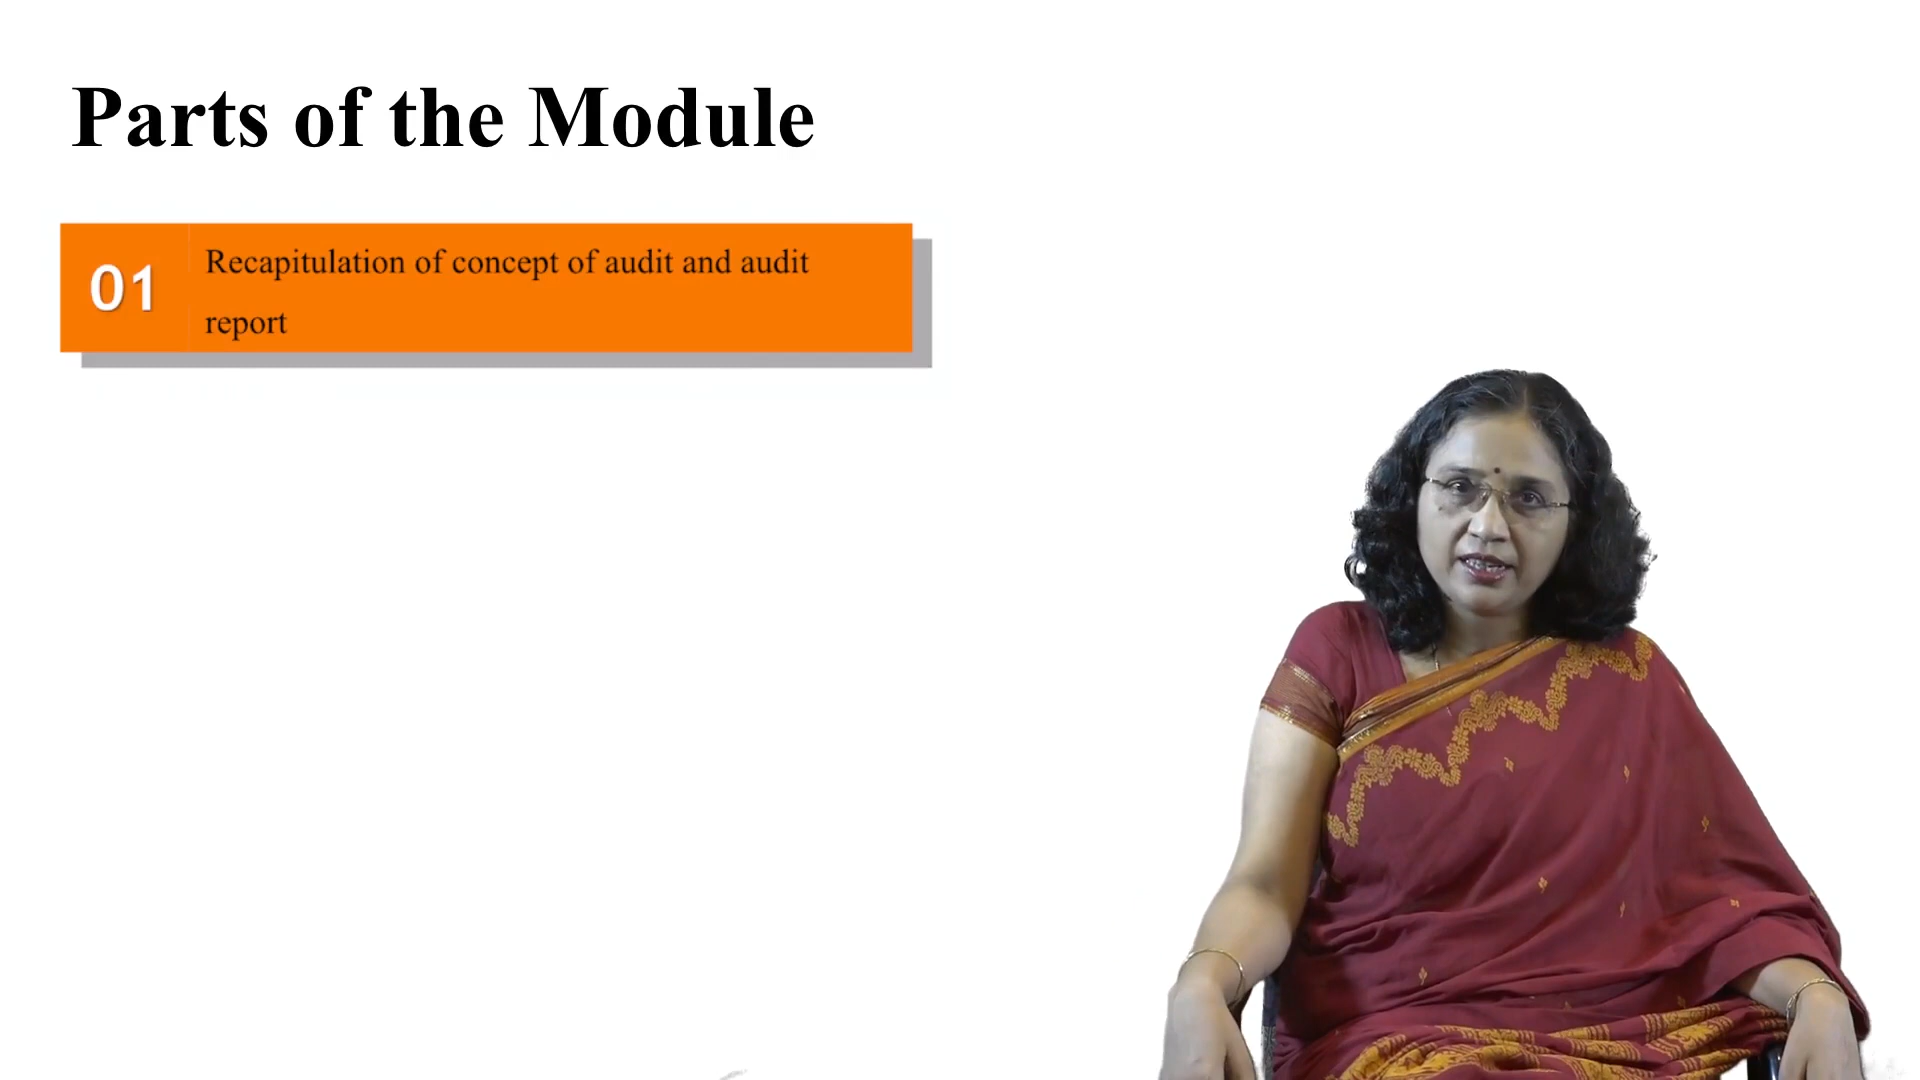 Parts of the Module
01
Recapitulation of concept of audit and audit
report